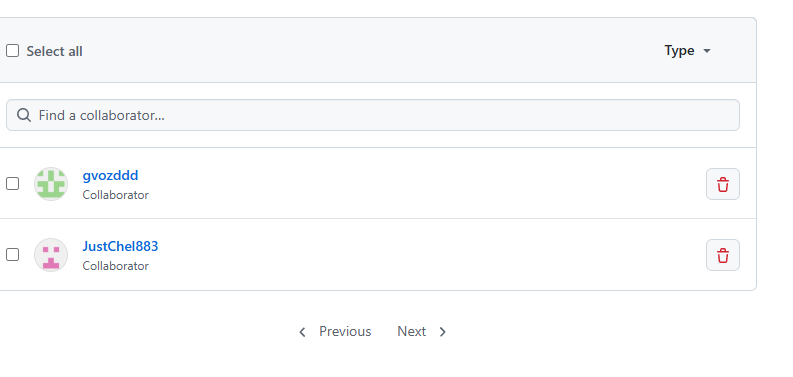 Select all
Type
Find a collaborator...
gvozddd
Collaborator
JustChel883
Collaborator
Previous Next